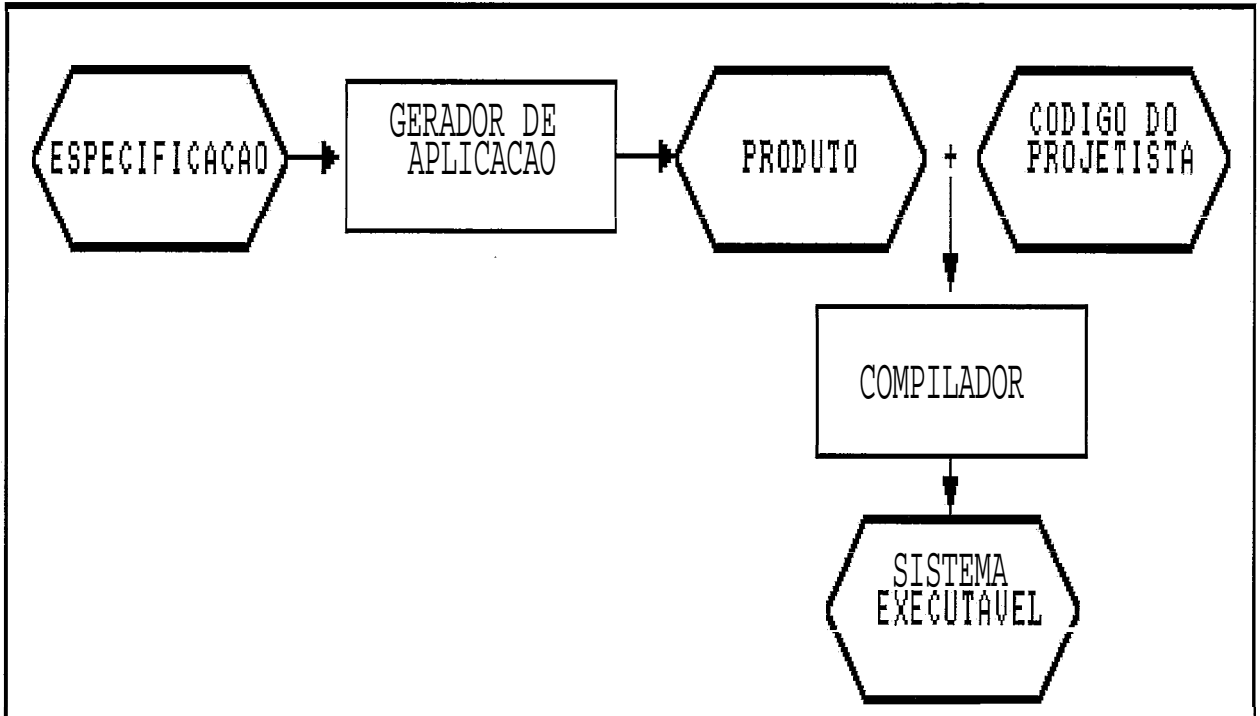 ESPECIFICACAO
GERADOR DE
APLICACAO
PRODUTO
+
CODIGO DO
PROJETISTA
COMPILADOR
SISTEMA
EXECUTAVEL